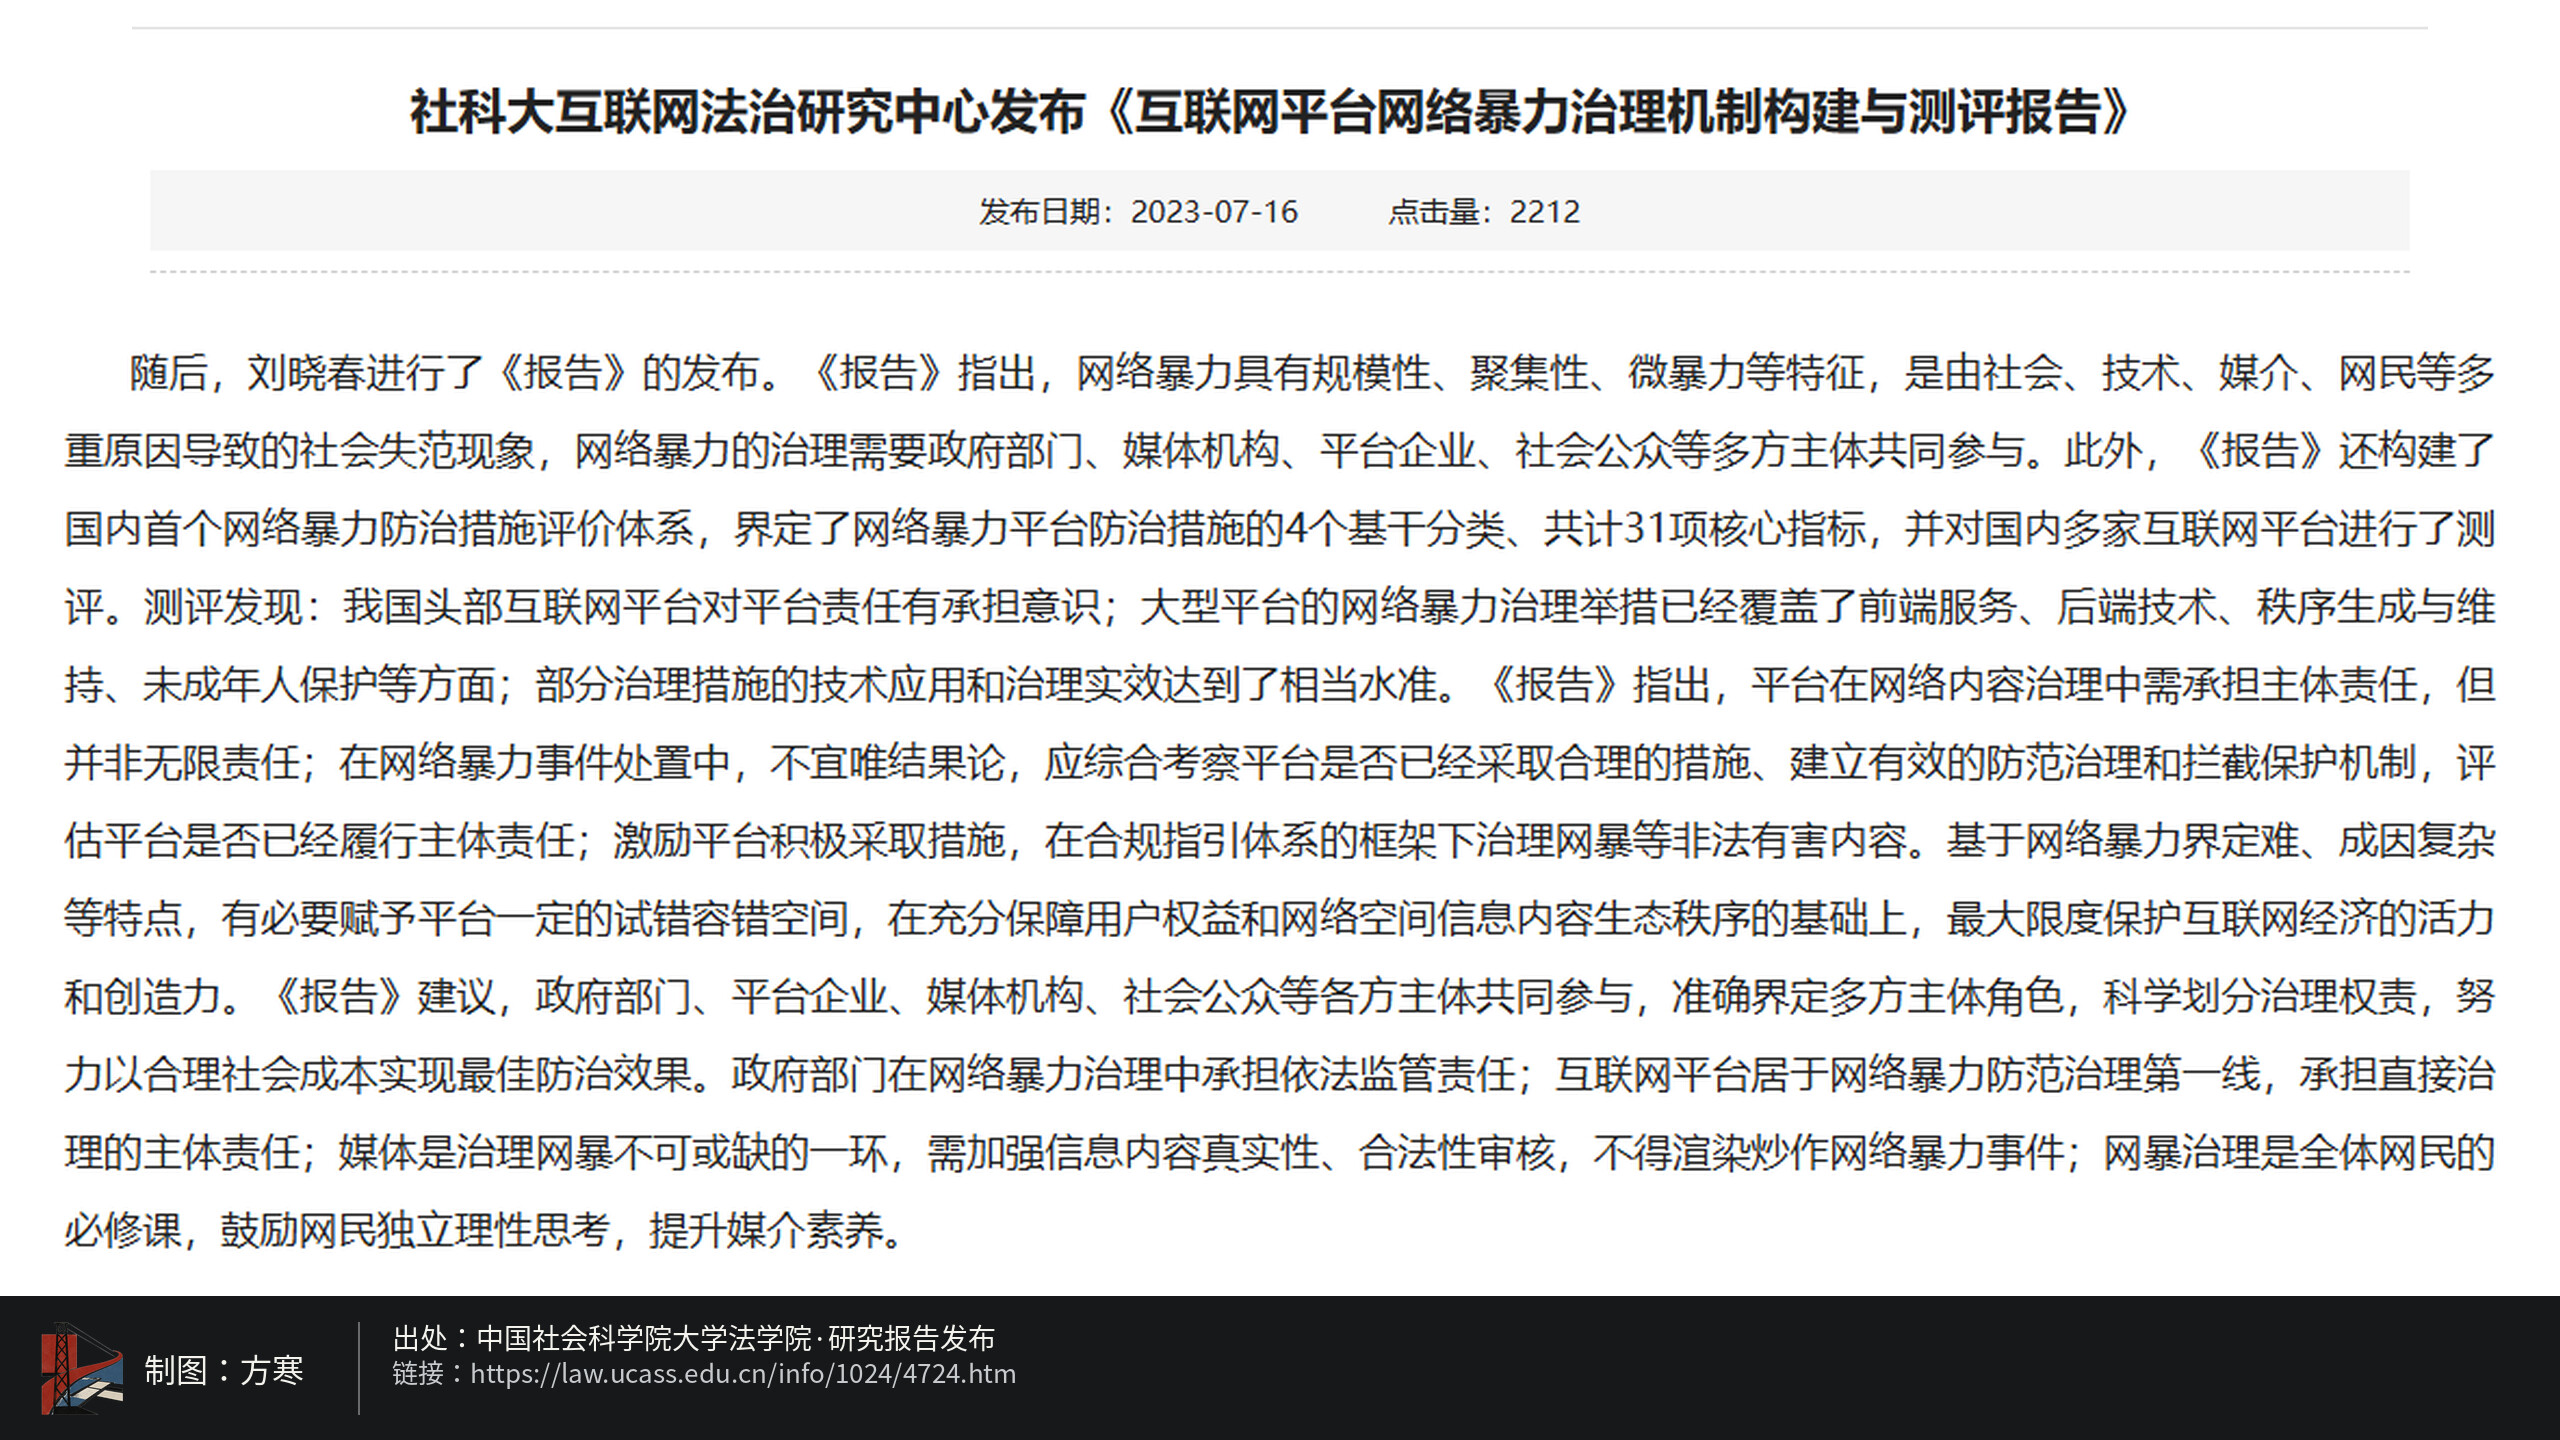 社科大互联网法治研究中心发布《互联网平台网络暴力治理机制构建与测评报告》
发布日期：2023-07-16 点击量：2212
随后，刘晓春进行了《报告》的发布。《报告》指出，网络暴力具有规模性、聚集性、微暴力等特征，是由社会、技术、媒介、网民等多
重原因导致的社会失范现象，网络暴力的治理需要政府部门、媒体机构、平台企业、社会公众等多方主体共同参与。此外，《报告》还构建了
国内首个网络暴力防治措施评价体系，界定了网络暴力平台防治措施的4个基干分类、共计31项核心指标，并对国内多家互联网平台进行了测
评。测评发现：我国头部互联网平台对平台责任有承担意识；大型平台的网络暴力治理举措已经覆盖了前端服务、后端技术、秩序生成与维
持、未成年人保护等方面；部分治理措施的技术应用和治理实效达到了相当水准。《报告》指出，平台在网络内容治理中需承担主体责任，但
并非无限责任；在网络暴力事件处置中，不宜唯结果论，应综合考察平台是否已经采取合理的措施、建立有效的防范治理和拦截保护机制，评
估平台是否已经履行主体责任；激励平台积极采取措施，在合规指引体系的框架下治理网暴等非法有害内容。基于网络暴力界定难、成因复杂
等特点，有必要赋予平台一定的试错容错空间，在充分保障用户权益和网络空间信息内容生态秩序的基础上，最大限度保护互联网经济的活力
和创造力。《报告》建议，政府部门、平台企业、媒体机构、社会公众等各方主体共同参与，准确界定多方主体角色，科学划分治理权责，努
力以合理社会成本实现最佳防治效果。政府部门在网络暴力治理中承担依法监管责任；互联网平台居于网络暴力防范治理第一线，承担直接治
理的主体责任；媒体是治理网暴不可或缺的一环，需加强信息内容真实性、合法性审核，不得渲染炒作网络暴力事件；网暴治理是全体网民的
必修课，鼓励网民独立理性思考，提升媒介素养。
制图：方寒
出处：中国社会科学院大学法学院·研究报告发布
链接：https://law.ucass.edu.cn/info/1024/4724.htm